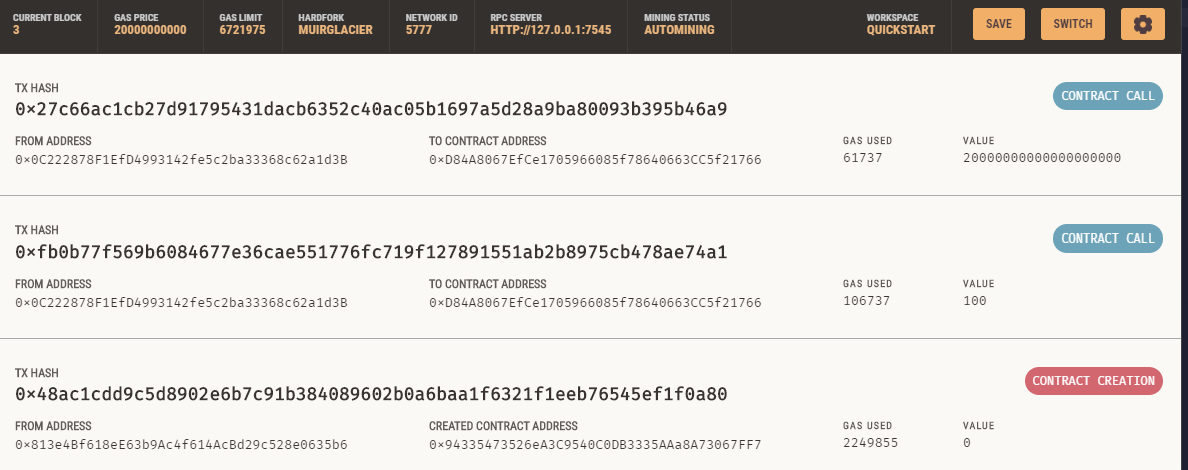 CURRENT BLOCK GAS PRICE GAS LIMIT HARDFORK NETWORK ID RPC SERVER MINING STATUS WORKSPACE SAVE SWITCH
3 20000000000 6721975 MUIRGLACIER 5777 HTTP://127.0.0.1:7545 AUTOMINING QUICKSTART
TX HASH
0×27c66ac1cb27d91795431dacb6352c40ac05b1697a5d28a9ba80093b395b46a9 CONTRACT CALL
FROM ADDRESS TO CONTRACT ADDRESS GAS USED VALUE
0×0C222878F1EfD4993142fe5c2ba33368c62a1d3B 0×D84A8067EfCe1705966085f78640663CC5f21766 61737 20000000000000000000
TX HASH
0×fb0b77f569b6084677e36cae551776fc719f127891551ab2b8975cb478ae74a1 CONTRACT CALL
FROM ADDRESS TO CONTRACT ADDRESS GAS USED VALUE
0×0C222878F1EfD4993142fe5c2ba33368c62a1d3B 0×D84A8067EfCe1705966085f78640663CC5f21766 106737 100
TX HASH
0×48ac1cdd9c5d8902e6b7c91b384089602b0a6baa1f6321f1eeb76545ef1f0a80 CONTRACT CREATION
FROM ADDRESS CREATED CONTRACT ADDRESS GAS USED VALUE
0×813e4Bf618eE63b9Ac4f614AcBd29c528e0635b6 0×94335473526eA3C9540C0DB3335AAa8A73067FF7 2249855 0